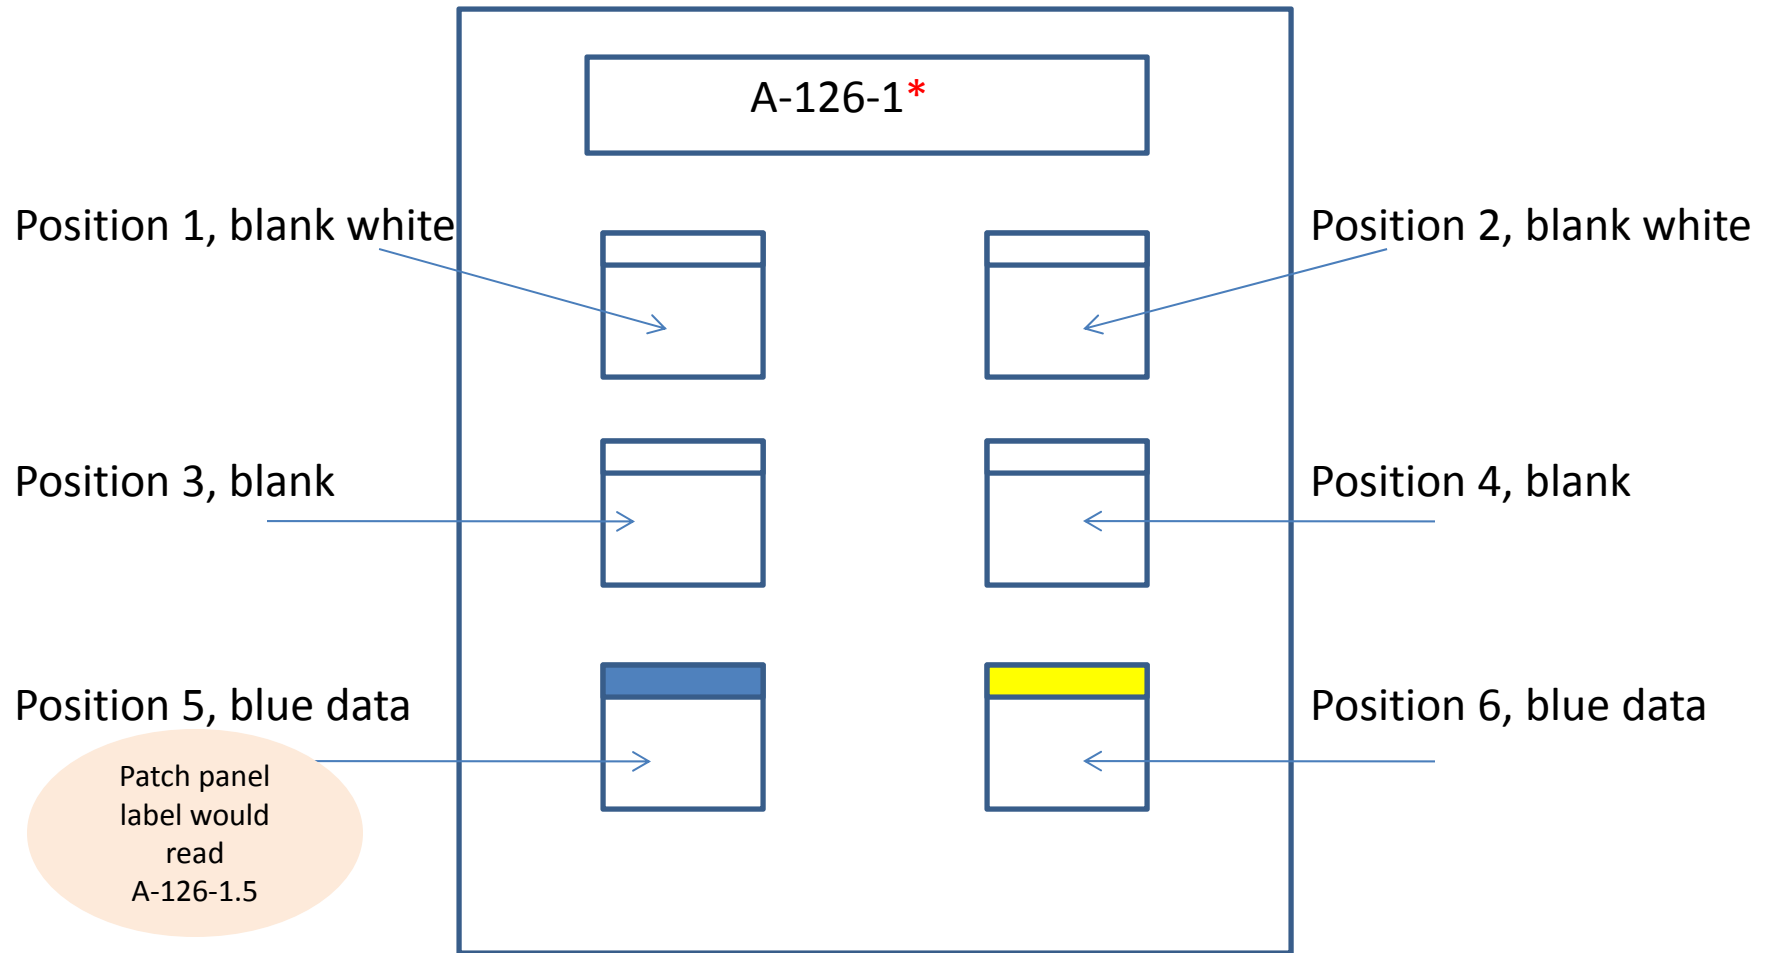 A-126-1*
Position 1, blank white
Position 2, blank white
Position 3, blank
Position 4, blank
Position 5, blue data
Position 6, blue data
Patch panel
label would
read
A-126-1.5